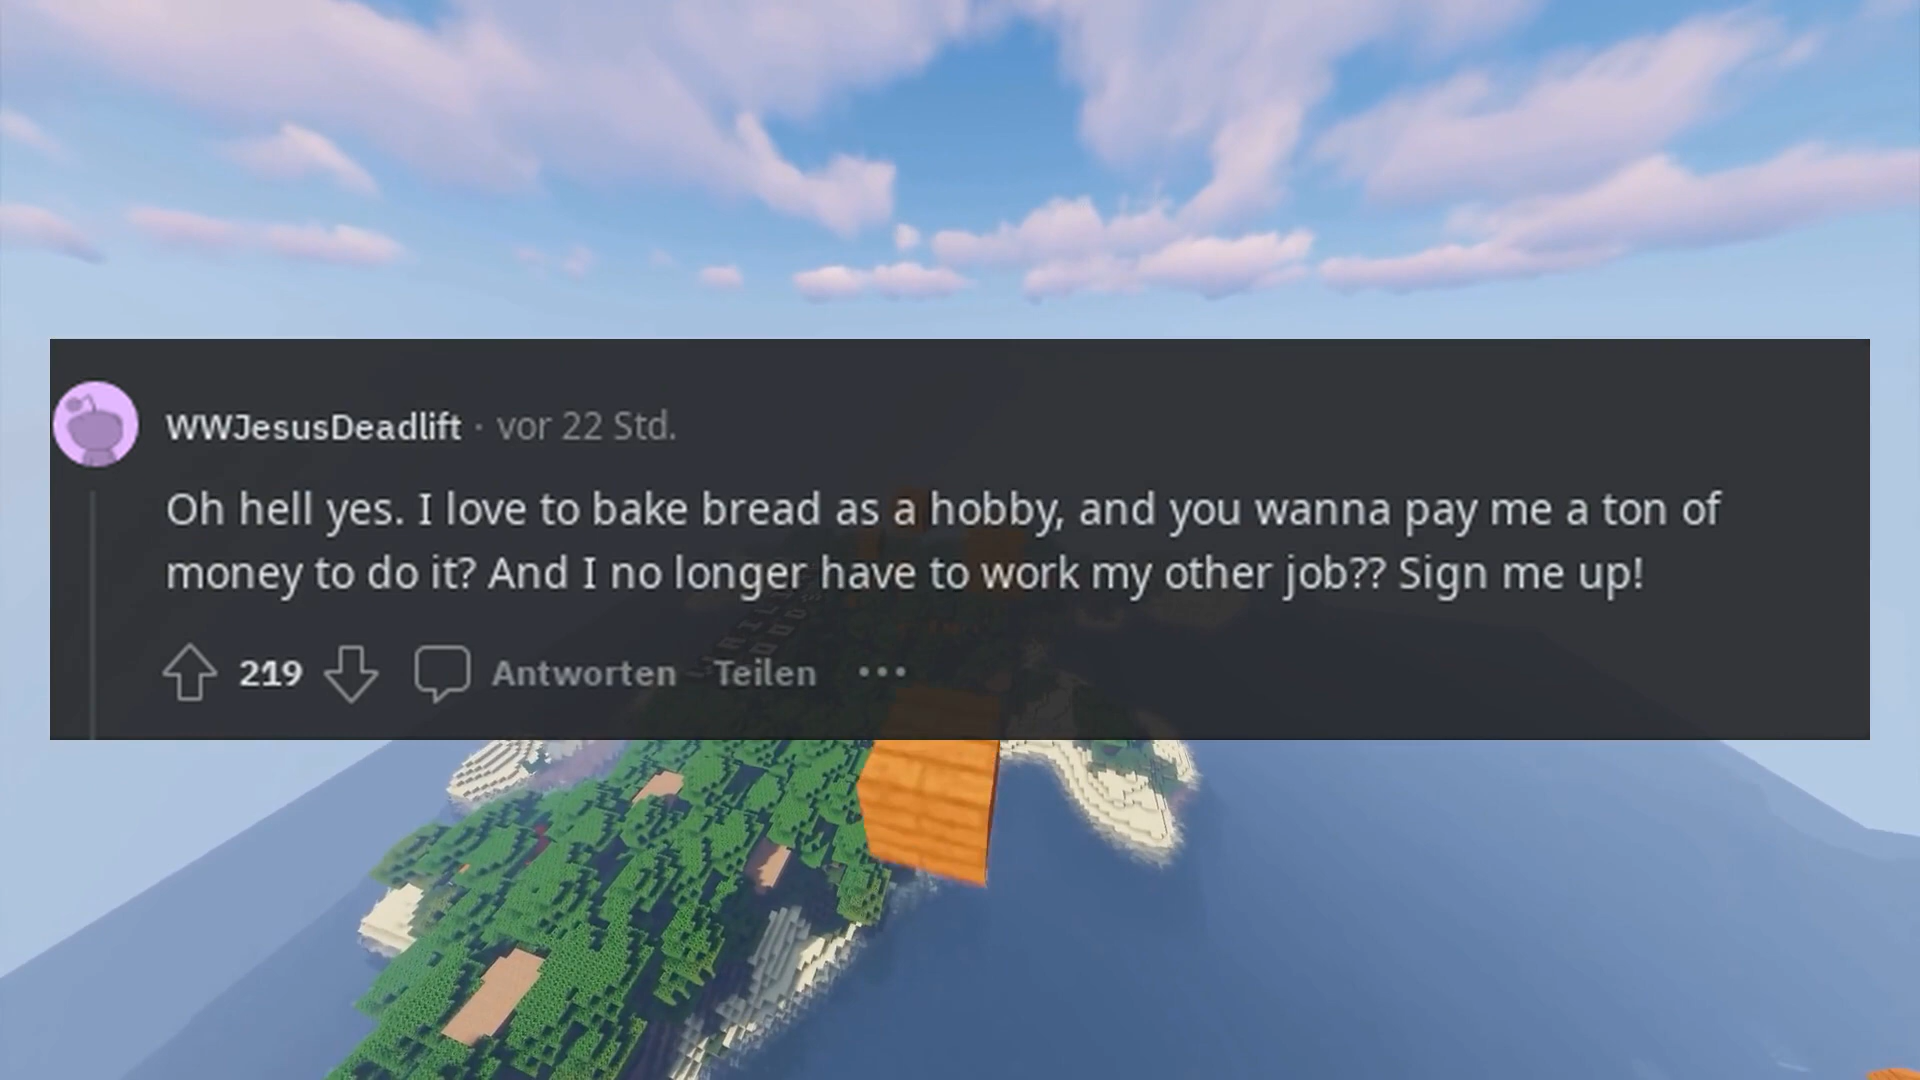 WWJesusDeadlift · vor 22 Std.
Oh hell yes. I love to bake bread as a hobby, and you wanna pay me a ton of
money to do it? And I no longer have to work my other job?? Sign me up!
219 Antworten Teilen •••